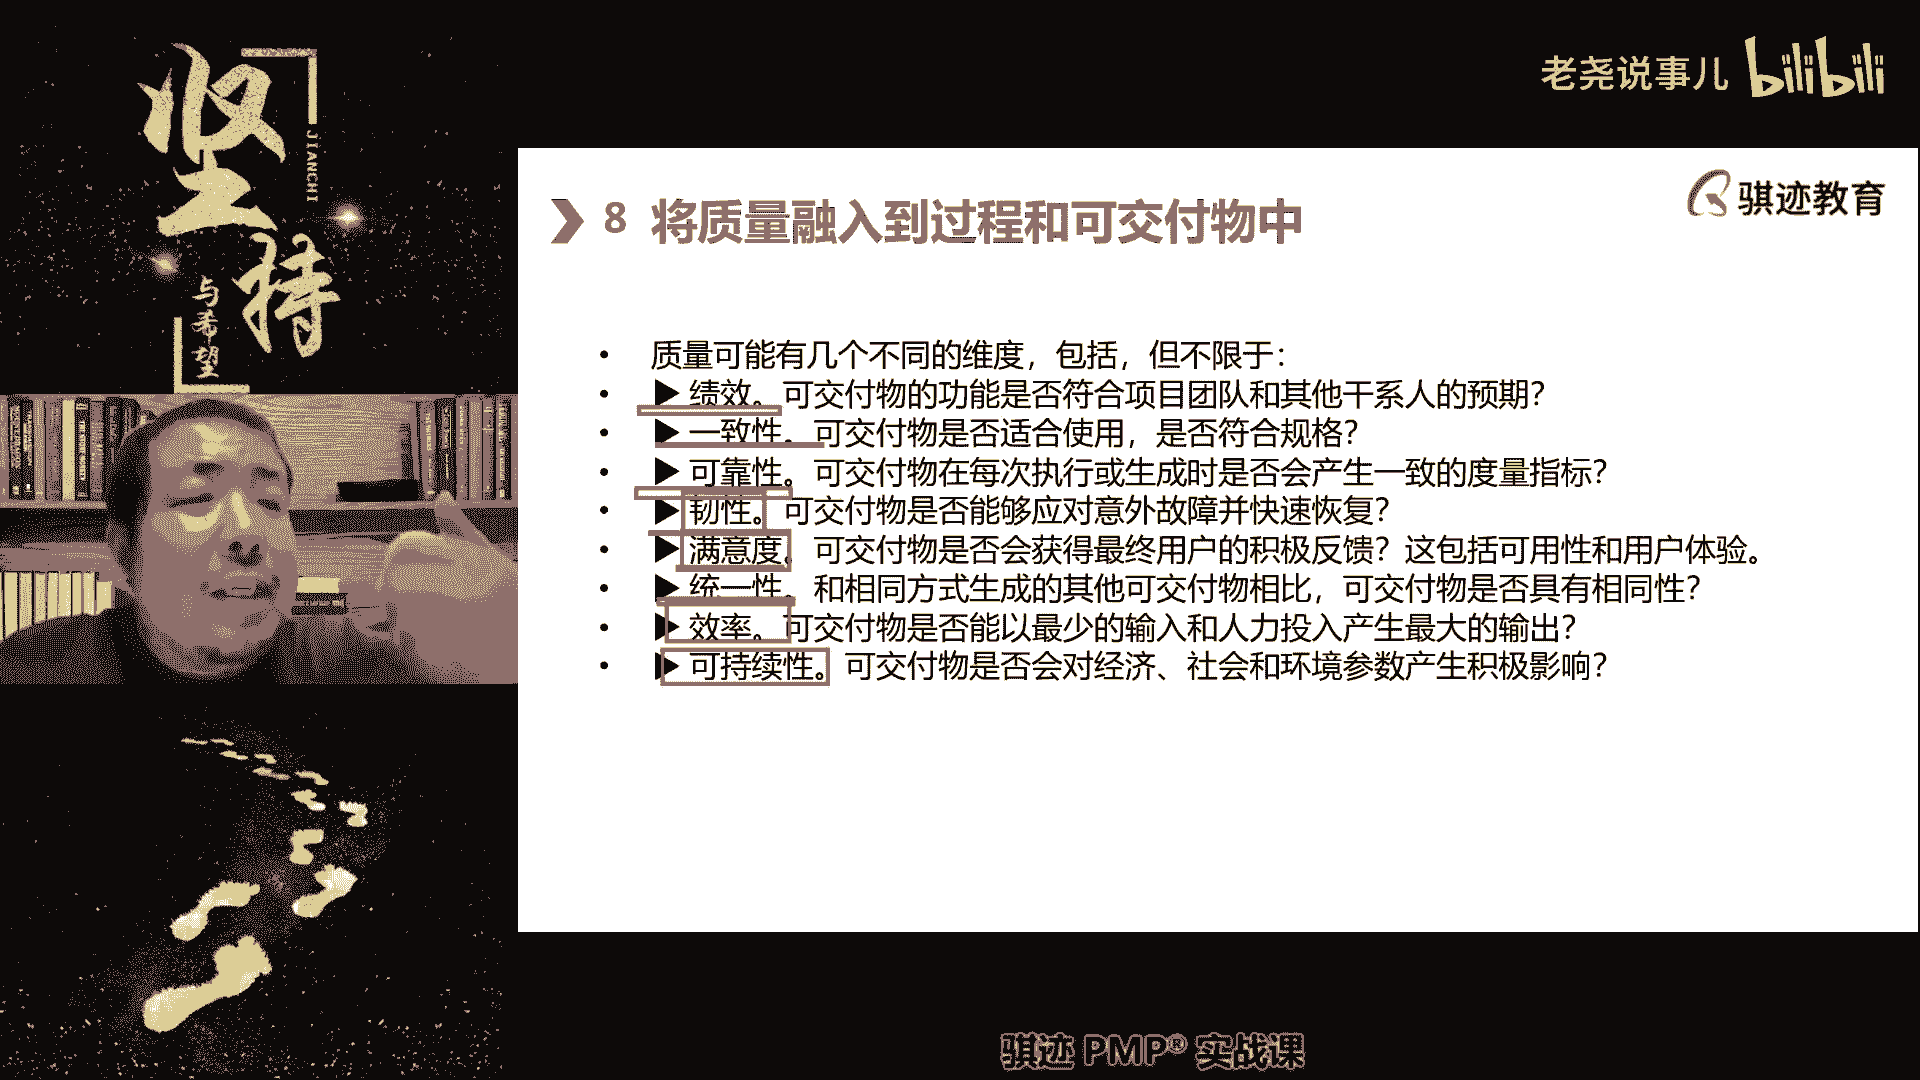 坚
JIANCHI
持
与希望
老尧说事儿 bilibili
骐迹教育
8 将质量融入到过程和可交付物中
• 质量可能有几个不同的维度，包括，但不限于：
• ▶ 绩效。可交付物的功能是否符合项目团队和其他干系人的预期？
• ▶ 一致性。可交付物是否适合使用，是否符合规格？
• ▶ 可靠性。可交付物在每次执行或生成时是否会产生一致的度量指标？
• ▶ 韧性。可交付物是否能够应对意外故障并快速恢复？
• ▶ 满意度。可交付物是否会获得最终用户的积极反馈？这包括可用性和用户体验。
• ▶ 统一性。和相同方式生成的其他可交付物相比，可交付物是否具有相同性？
• ▶ 效率。可交付物是否能以最少的输入和人力投入产生最大的输出？
• ▶ 可持续性。可交付物是否会对经济、社会和环境参数产生积极影响？
骐迹 PMP® 实战课